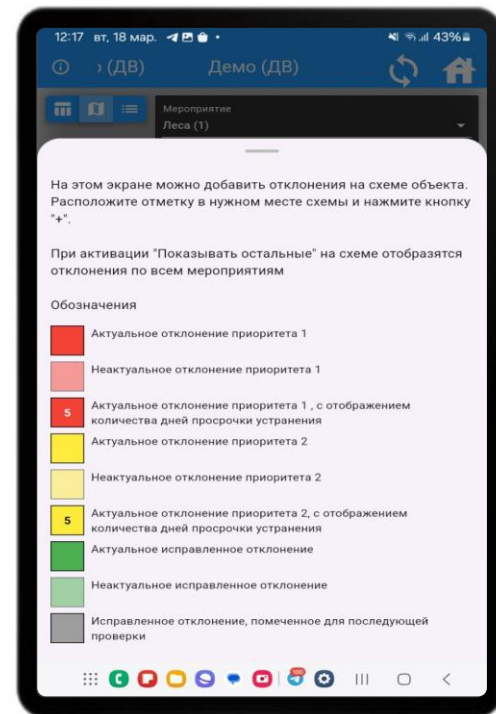 12:17 вт, 18 мар.
43%
› (ДВ) Демо (ДВ)
Мероприятие
Леса (1)
На этом экране можно добавить отклонения на схеме объекта.
Расположите отметку в нужном месте схемы и нажмите кнопку
"+".
При активации "Показывать остальные" на схеме отобразятся
отклонения по всем мероприятиям
Обозначения
Актуальное отклонение приоритета 1
Неактуальное отклонение приоритета 1
5 Актуальное отклонение приоритета 1 , с отображением
количества дней просрочки устранения
Актуальное отклонение приоритета 2
Неактуальное отклонение приоритета 2
5 Актуальное отклонение приоритета 2, с отображением
количества дней просрочки устранения
Актуальное исправленное отклонение
Неактуальное исправленное отклонение
Исправленное отклонение, помеченное для последующей
проверки